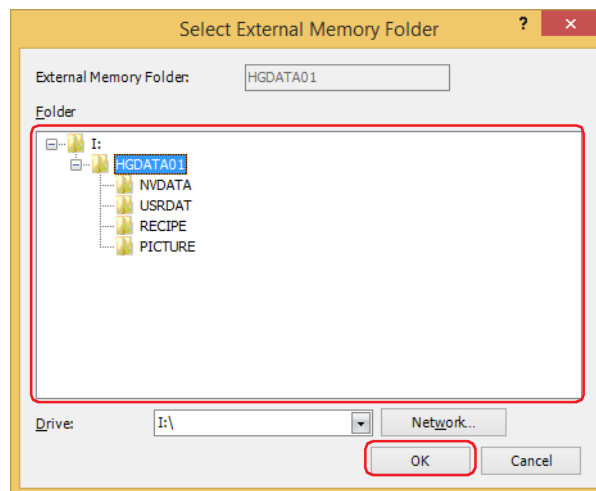 Select External Memory Folder ? ×
External Memory Folder: HGDATA01
Folder
I:
HGDATA01
NVDATA
USRDAT
RECIPE
PICTURE
Drive: I:\ Network...
OK Cancel